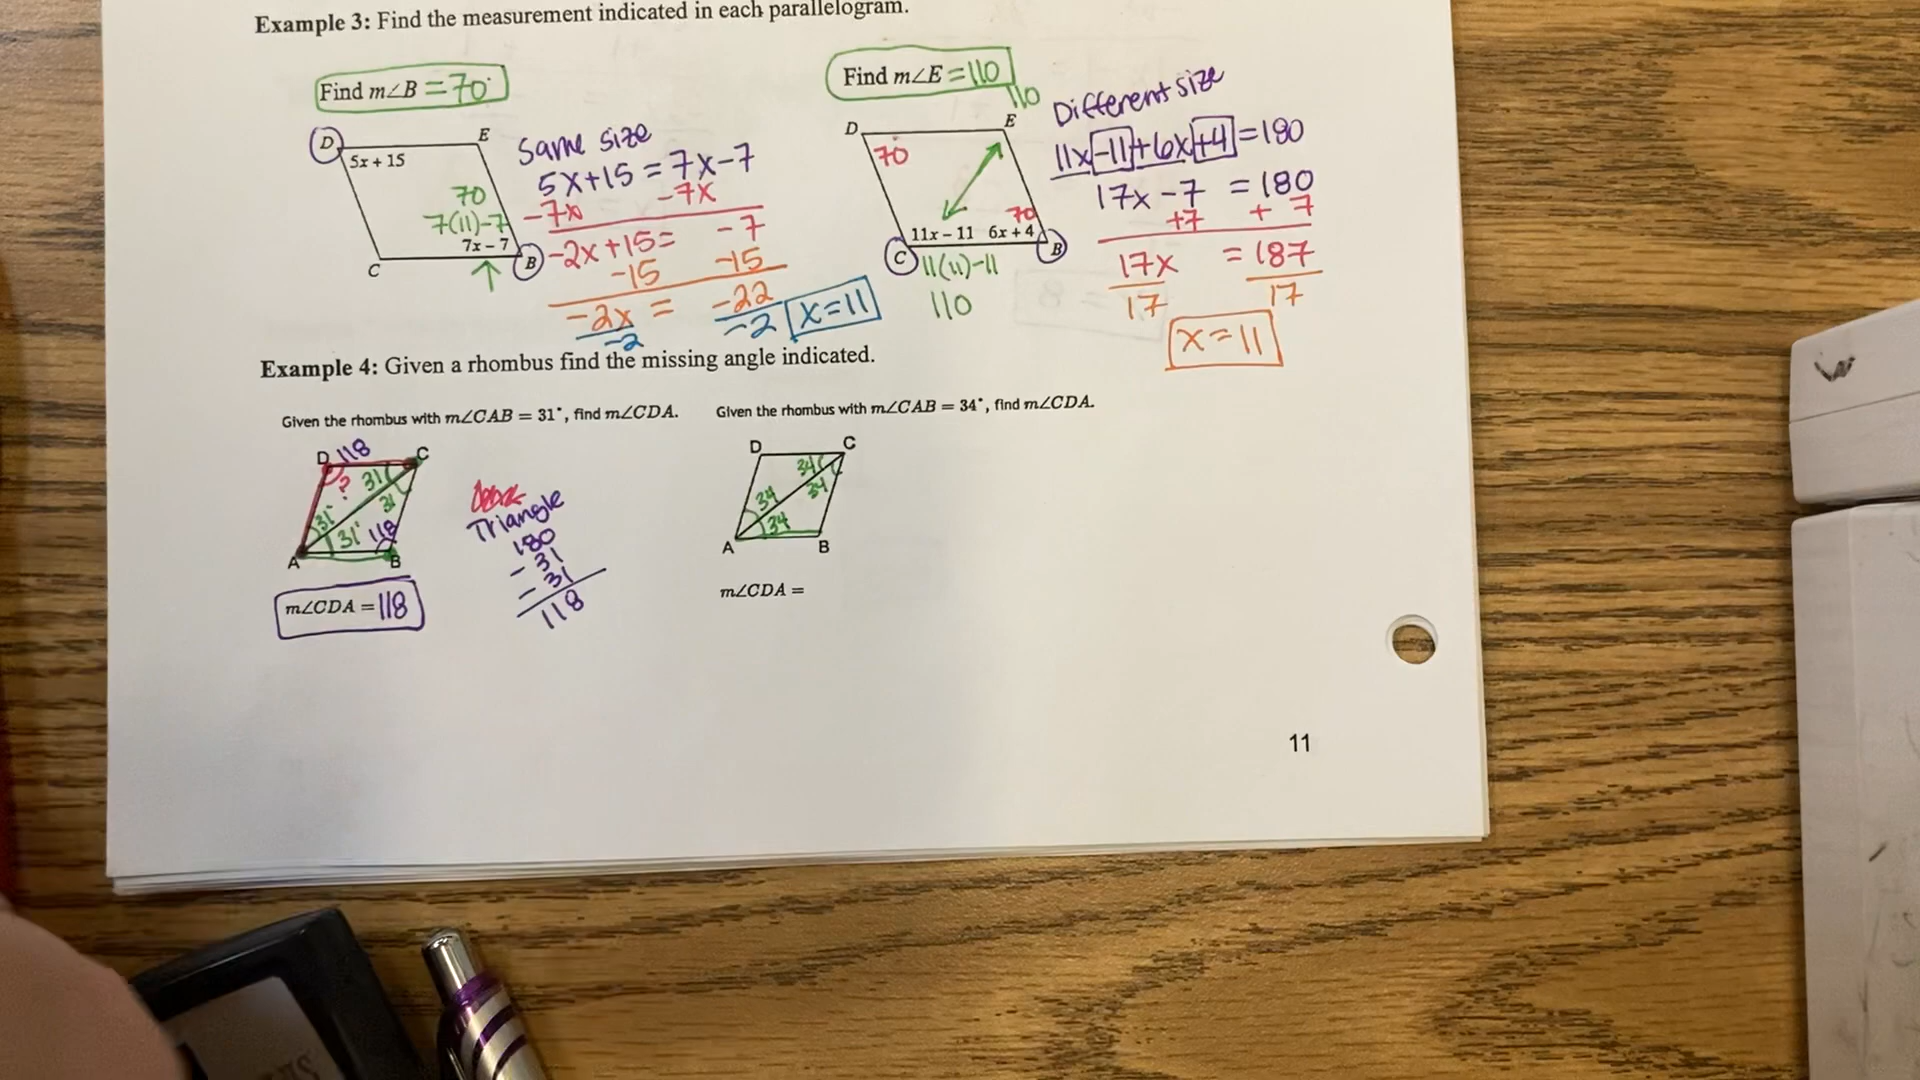 Example 3: Find the measurement indicated in each parallelogram.
Find m∠B = 70°
D
E
5x + 15
70
7(11)-7
7x – 7
C
B
Same size
5x+15 = 7x-7
-7x -7x
-2x+15 = -7
-15 -15
-2x = -22
-2 -2
x=11
Find m∠E = 110
110
D
E
70
70
11x – 11 6x + 4
C
B
11(11)-11
110
Different size
11x-11+6x+4=180
17x-7 = 180
+7 + 7
17x = 187
17 17
x=11
Example 4: Given a rhombus find the missing angle indicated.
Given the rhombus with m∠CAB = 31°, find m∠CDA.
D 118 C
? 31
31
31°
31° 118
A B
m∠CDA = 118
Triangle
180
- 31
- 31
118
Given the rhombus with m∠CAB = 34°, find m∠CDA.
D C
34
34
34
34
A B
m∠CDA =
11